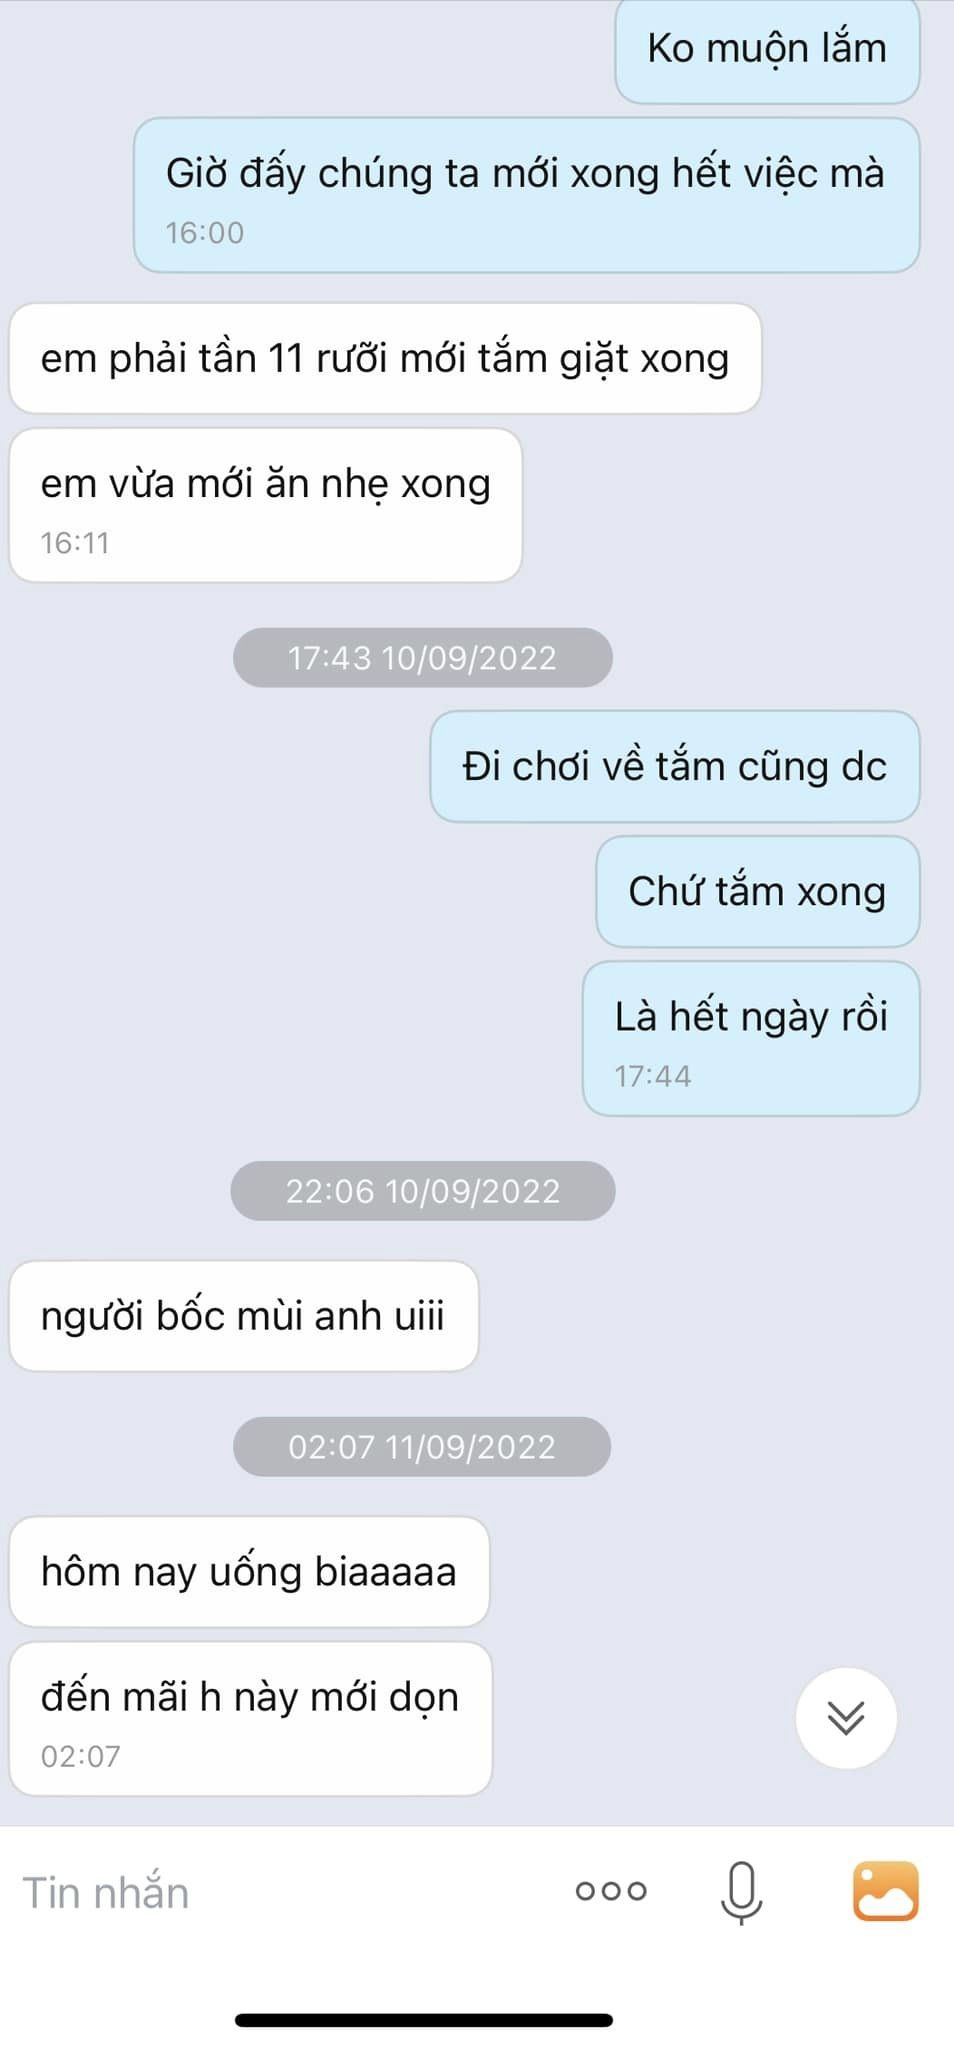 Ko muộn lắm
Giờ đấy chúng ta mới xong hết việc mà
16:00
em phải tần 11 rưỡi mới tắm giặt xong
em vừa mới ăn nhẹ xong
16:11
17:43 10/09/2022
Đi chơi về tắm cũng dc
Chứ tắm xong
Là hết ngày rồi
17:44
22:06 10/09/2022
người bốc mùi anh uiii
02:07 11/09/2022
hôm nay uống biaaaaa
đến mãi h này mới dọn
02:07
Tin nhắn